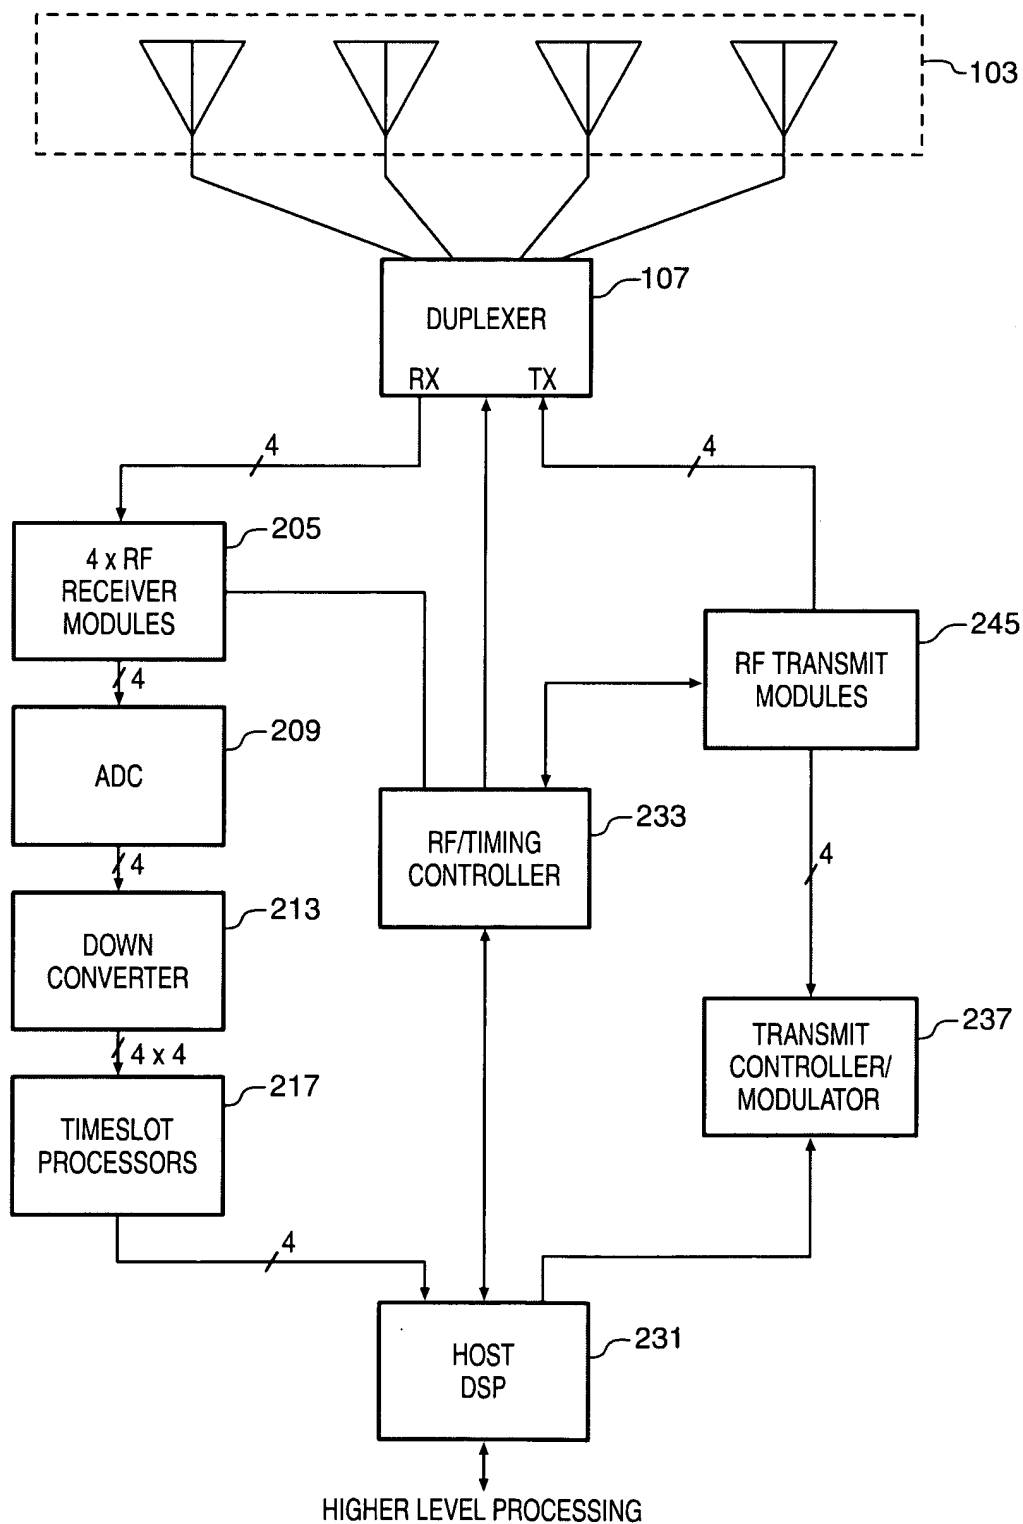 103
107
DUPLEXER
RX TX
4
4
205
4 x RF
RECEIVER
MODULES
245
RF TRANSMIT
MODULES
4
209
ADC
233
RF/TIMING
CONTROLLER
4
4
213
DOWN
CONVERTER
237
TRANSMIT
CONTROLLER/
MODULATOR
4 x 4
217
TIMESLOT
PROCESSORS
4
231
HOST
DSP
HIGHER LEVEL PROCESSING